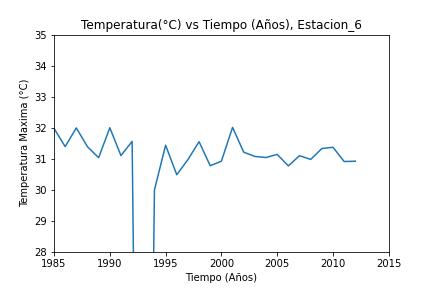 Temperatura(°C) vs Tiempo (Años), Estacion_6
35
34
33
32
31
30
29
28
Temperatura Maxima (°C)
1985 1990 1995 2000 2005 2010 2015
Tiempo (Años)